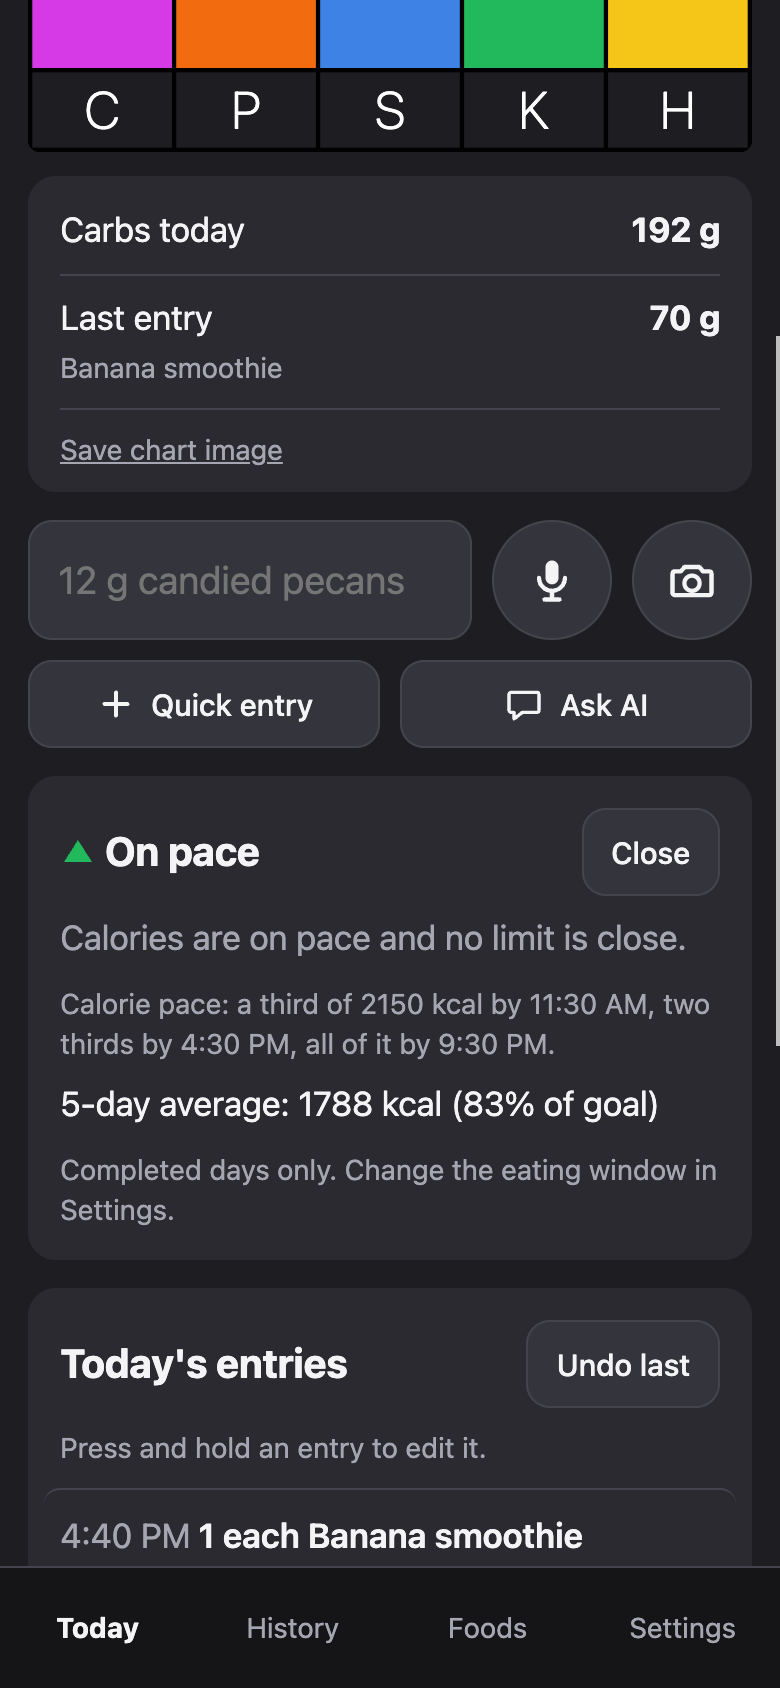 C P S K H
Carbs today 192 g
Last entry 70 g
Banana smoothie
Save chart image
12 g candied pecans
Quick entry Ask AI
On pace Close
Calories are on pace and no limit is close.
Calorie pace: a third of 2150 kcal by 11:30 AM, two
thirds by 4:30 PM, all of it by 9:30 PM.
5-day average: 1788 kcal (83% of goal)
Completed days only. Change the eating window in
Settings.
Today's entries Undo last
Press and hold an entry to edit it.
4:40 PM 1 each Banana smoothie
Today History Foods Settings